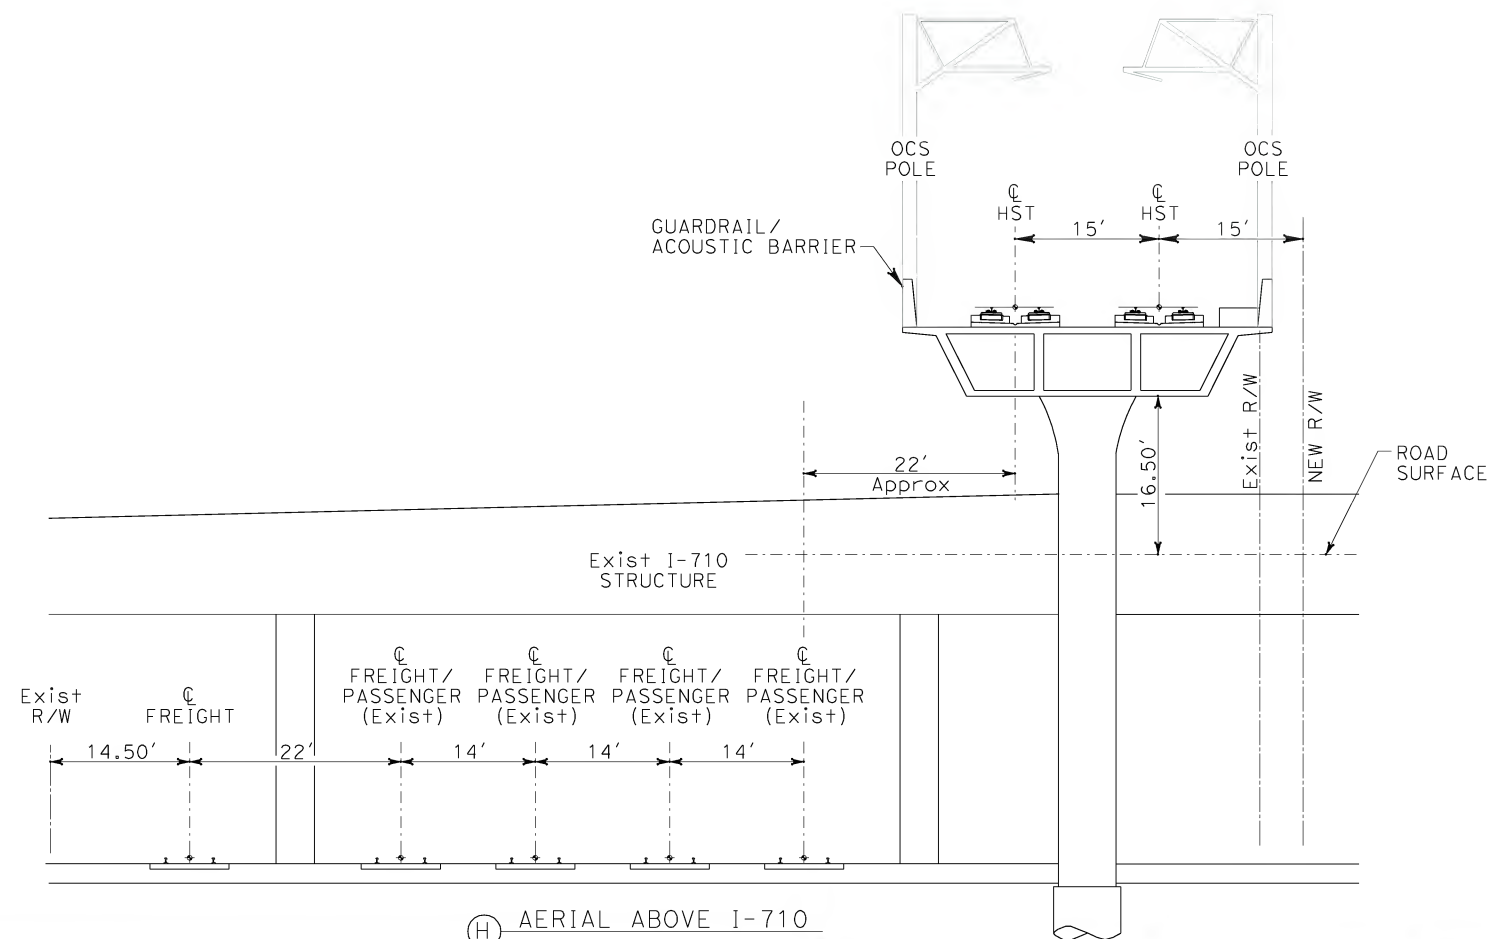 OCS
POLE
OCS
POLE
℄
HST
℄
HST
15′
15′
GUARDRAIL/
ACOUSTIC BARRIER
Exist R/W
NEW R/W
16.50′
22′
Approx
ROAD
SURFACE
Exist I-710
STRUCTURE
Exist
R/W
℄
FREIGHT
℄
FREIGHT/
PASSENGER
(Exist)
℄
FREIGHT/
PASSENGER
(Exist)
℄
FREIGHT/
PASSENGER
(Exist)
℄
FREIGHT/
PASSENGER
(Exist)
14.50′
22′
14′
14′
14′
H
AERIAL ABOVE I-710